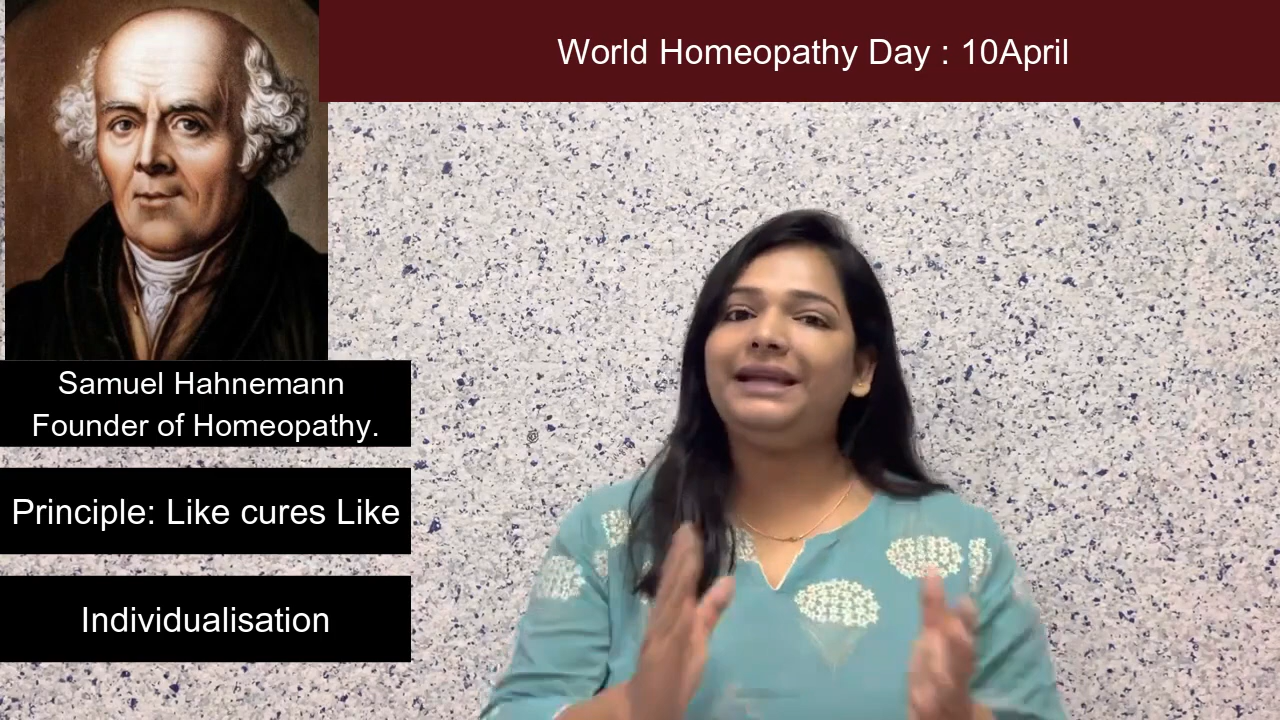 World Homeopathy Day : 10April
Samuel Hahnemann
Founder of Homeopathy.
Principle: Like cures Like
Individualisation